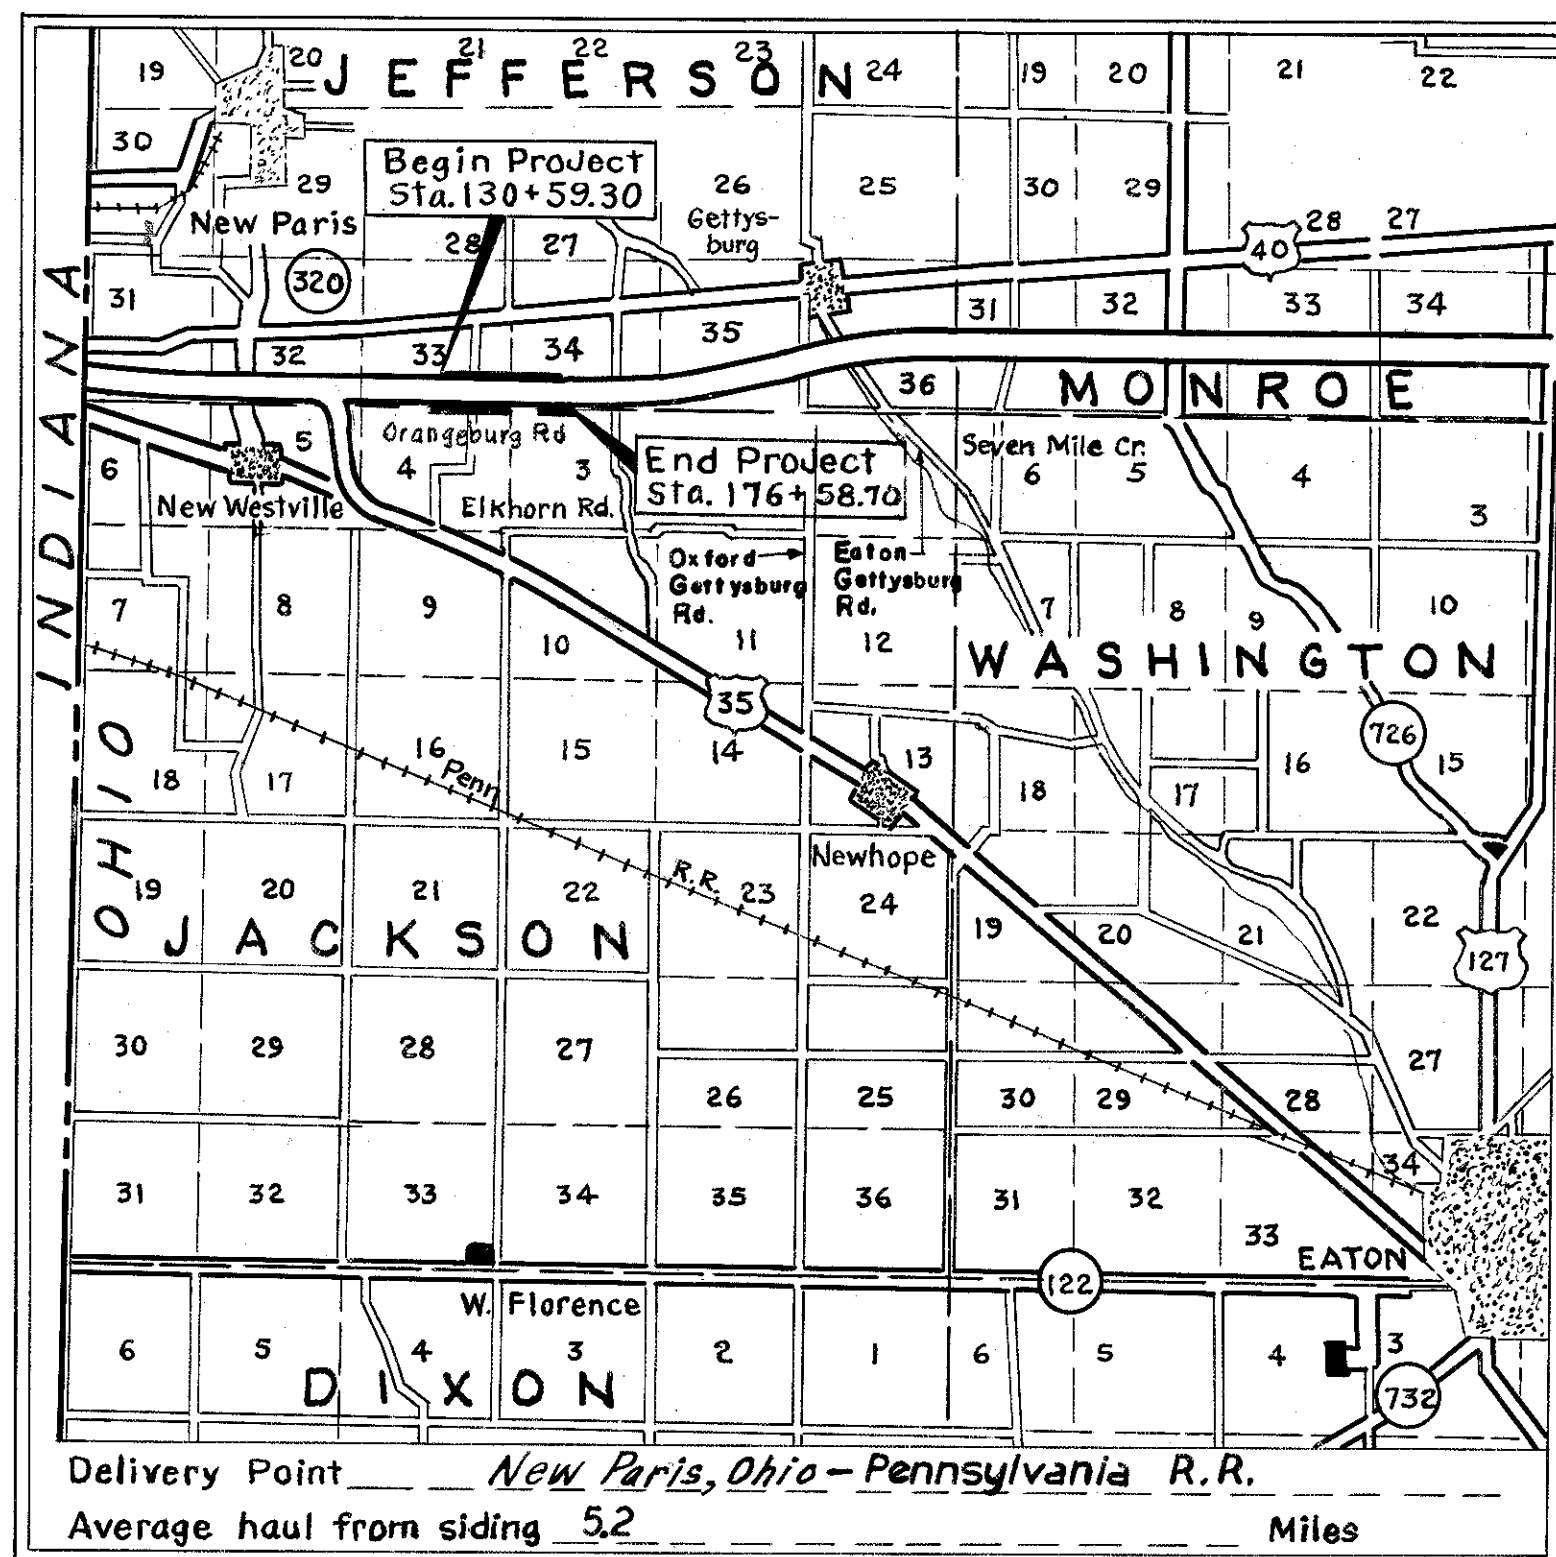 19 20 21 22 23 24 19 20 21 22
JEFFERSON
30
Begin Project
Sta. 130+59.30
29 26 25 30 29
New Paris
28 27
Gettys-
burg
28 27
40
320
31
31 32 33 34
32 33 34 35
36
MONROE
INDIANA
Orangeburg Rd
5 4 3
6
End Project
Sta. 176+58.70
Seven Mile Cr.
6 5 4 3
New Westville
Elkhorn Rd.
Oxford
Gettysburg
Rd.
Eaton
Gettysburg
Rd.
7 8 9 10 11 12 7 8 9 10
WASHINGTON
35
726
OHIO
18 17 16 15 14 13 18 17 16 15
Penn
R.R.
Newhope
19 20 21 22 23 24 19 20 21 22
JACKSON
127
30 29 28 27 26 25 30 29 28 27
31 32 33 34 35 36 31 32 33 34
EATON
122
W. Florence
6 5 4 3 2 1 6 5 4 3
DIXON
732
Delivery Point New Paris, Ohio - Pennsylvania R.R.
Average haul from siding 5.2 Miles